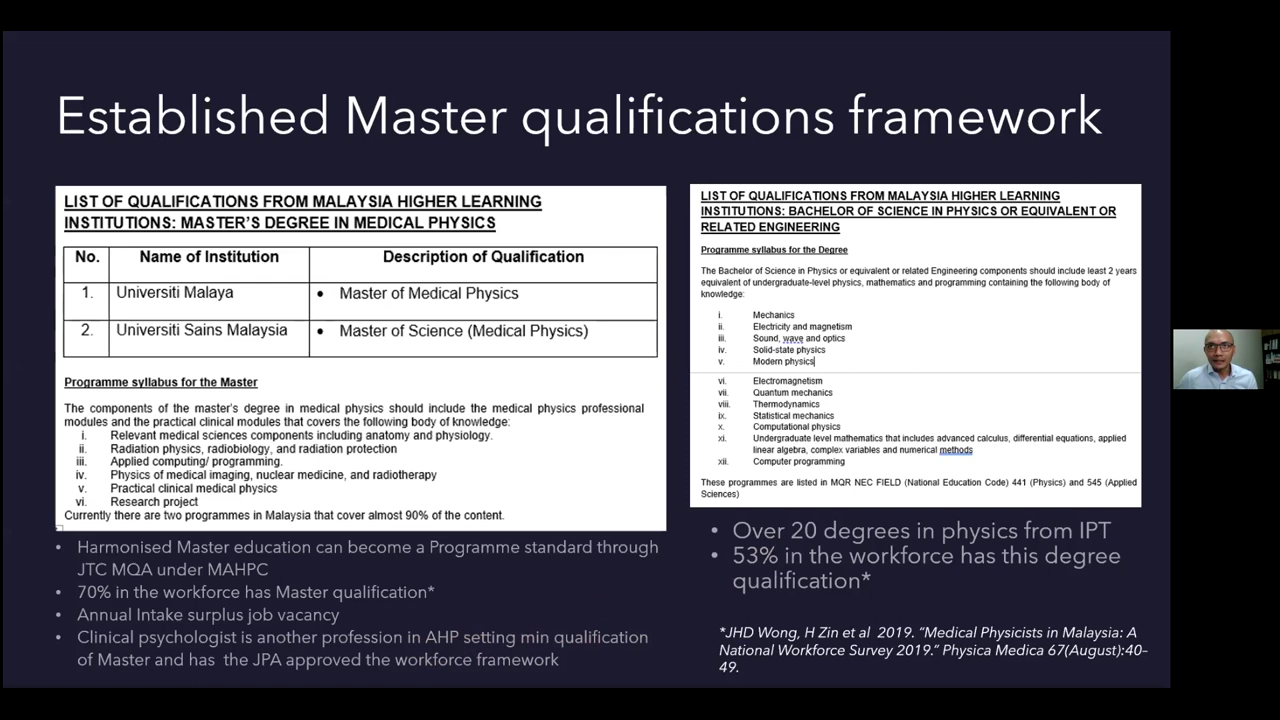 Established Master qualifications framework
LIST OF QUALIFICATIONS FROM MALAYSIA HIGHER LEARNING
INSTITUTIONS: MASTER'S DEGREE IN MEDICAL PHYSICS
No. Name of Institution Description of Qualification
1. Universiti Malaya • Master of Medical Physics
2. Universiti Sains Malaysia • Master of Science (Medical Physics)
Programme syllabus for the Master
The components of the master's degree in medical physics should include the medical physics professional
modules and the practical clinical modules that covers the following body of knowledge:
i. Relevant medical sciences components including anatomy and physiology.
ii. Radiation physics, radiobiology, and radiation protection
iii. Applied computing/ programming.
iv. Physics of medical imaging, nuclear medicine, and radiotherapy
v. Practical clinical medical physics
vi. Research project
Currently there are two programmes in Malaysia that cover almost 90% of the content.
• Harmonised Master education can become a Programme standard through
JTC MQA under MAHPC
• 70% in the workforce has Master qualification*
• Annual Intake surplus job vacancy
• Clinical psychologist is another profession in AHP setting min qualification
of Master and has the JPA approved the workforce framework
LIST OF QUALIFICATIONS FROM MALAYSIA HIGHER LEARNING
INSTITUTIONS: BACHELOR OF SCIENCE IN PHYSICS OR EQUIVALENT OR
RELATED ENGINEERING
Programme syllabus for the Degree
The Bachelor of Science in Physics or equivalent or related Engineering components should include least 2 years
equivalent of undergraduate-level physics, mathematics and programming containing the following body of
knowledge:
i. Mechanics
ii. Electricity and magnetism
iii. Sound, wave and optics
iv. Solid-state physics
v. Modern physics
vi. Electromagnetism
vii. Quantum mechanics
viii. Thermodynamics
ix. Statistical mechanics
x. Computational physics
xi. Undergraduate level mathematics that includes advanced calculus, differential equations, applied
linear algebra, complex variables and numerical methods
xii. Computer programming
These programmes are listed in MQR NEC FIELD (National Education Code) 441 (Physics) and 545 (Applied
Sciences)
• Over 20 degrees in physics from IPT
• 53% in the workforce has this degree
qualification*
*JHD Wong, H Zin et al 2019. "Medical Physicists in Malaysia: A
National Workforce Survey 2019." Physica Medica 67(August):40–
49.